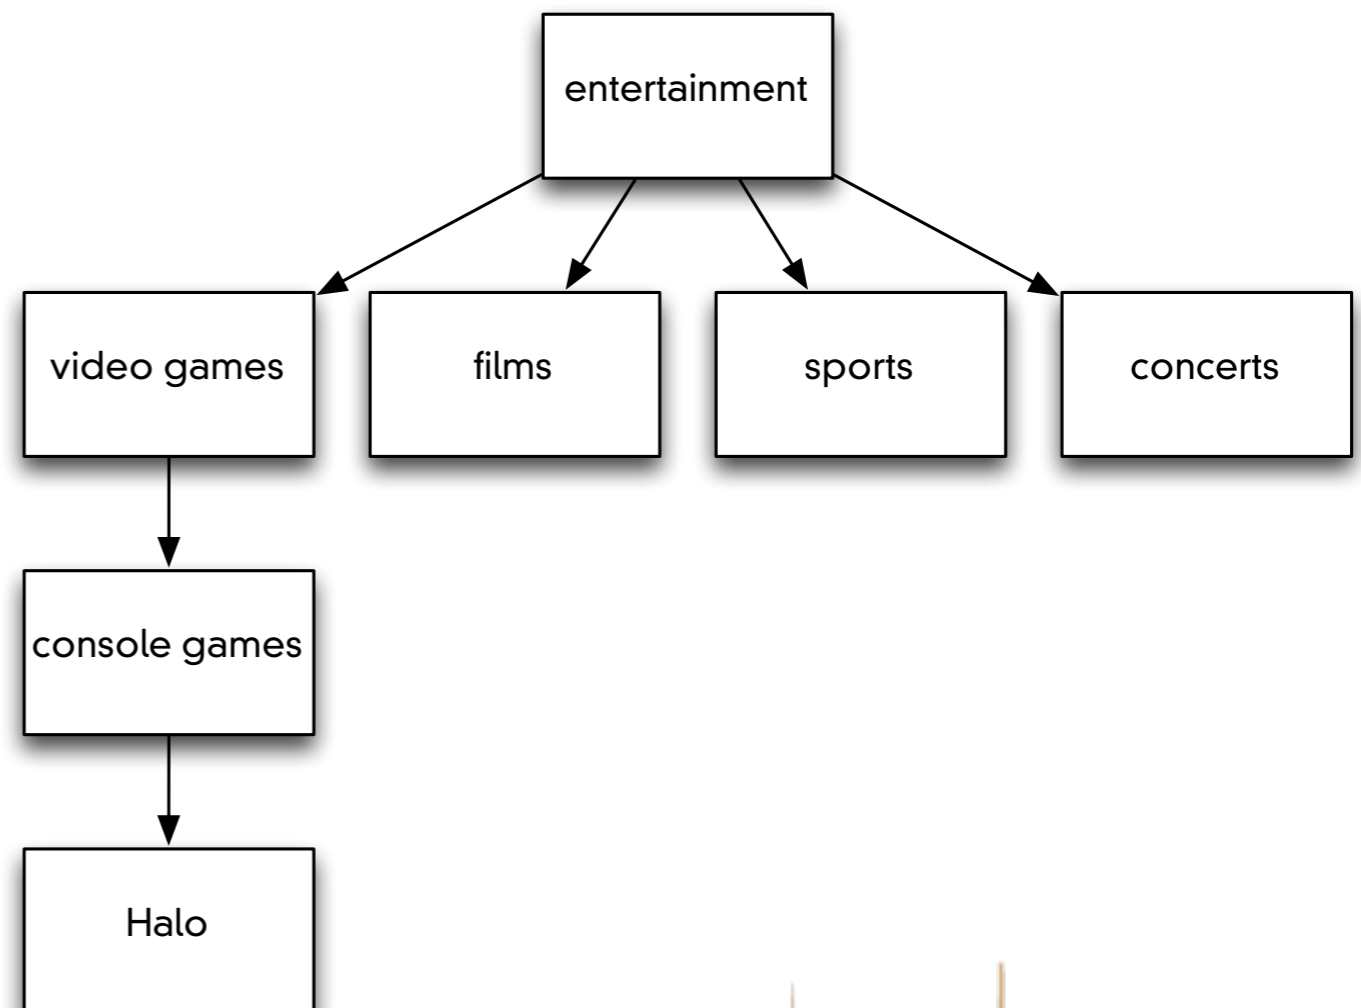 entertainment
video games
films
sports
concerts
console games
Halo